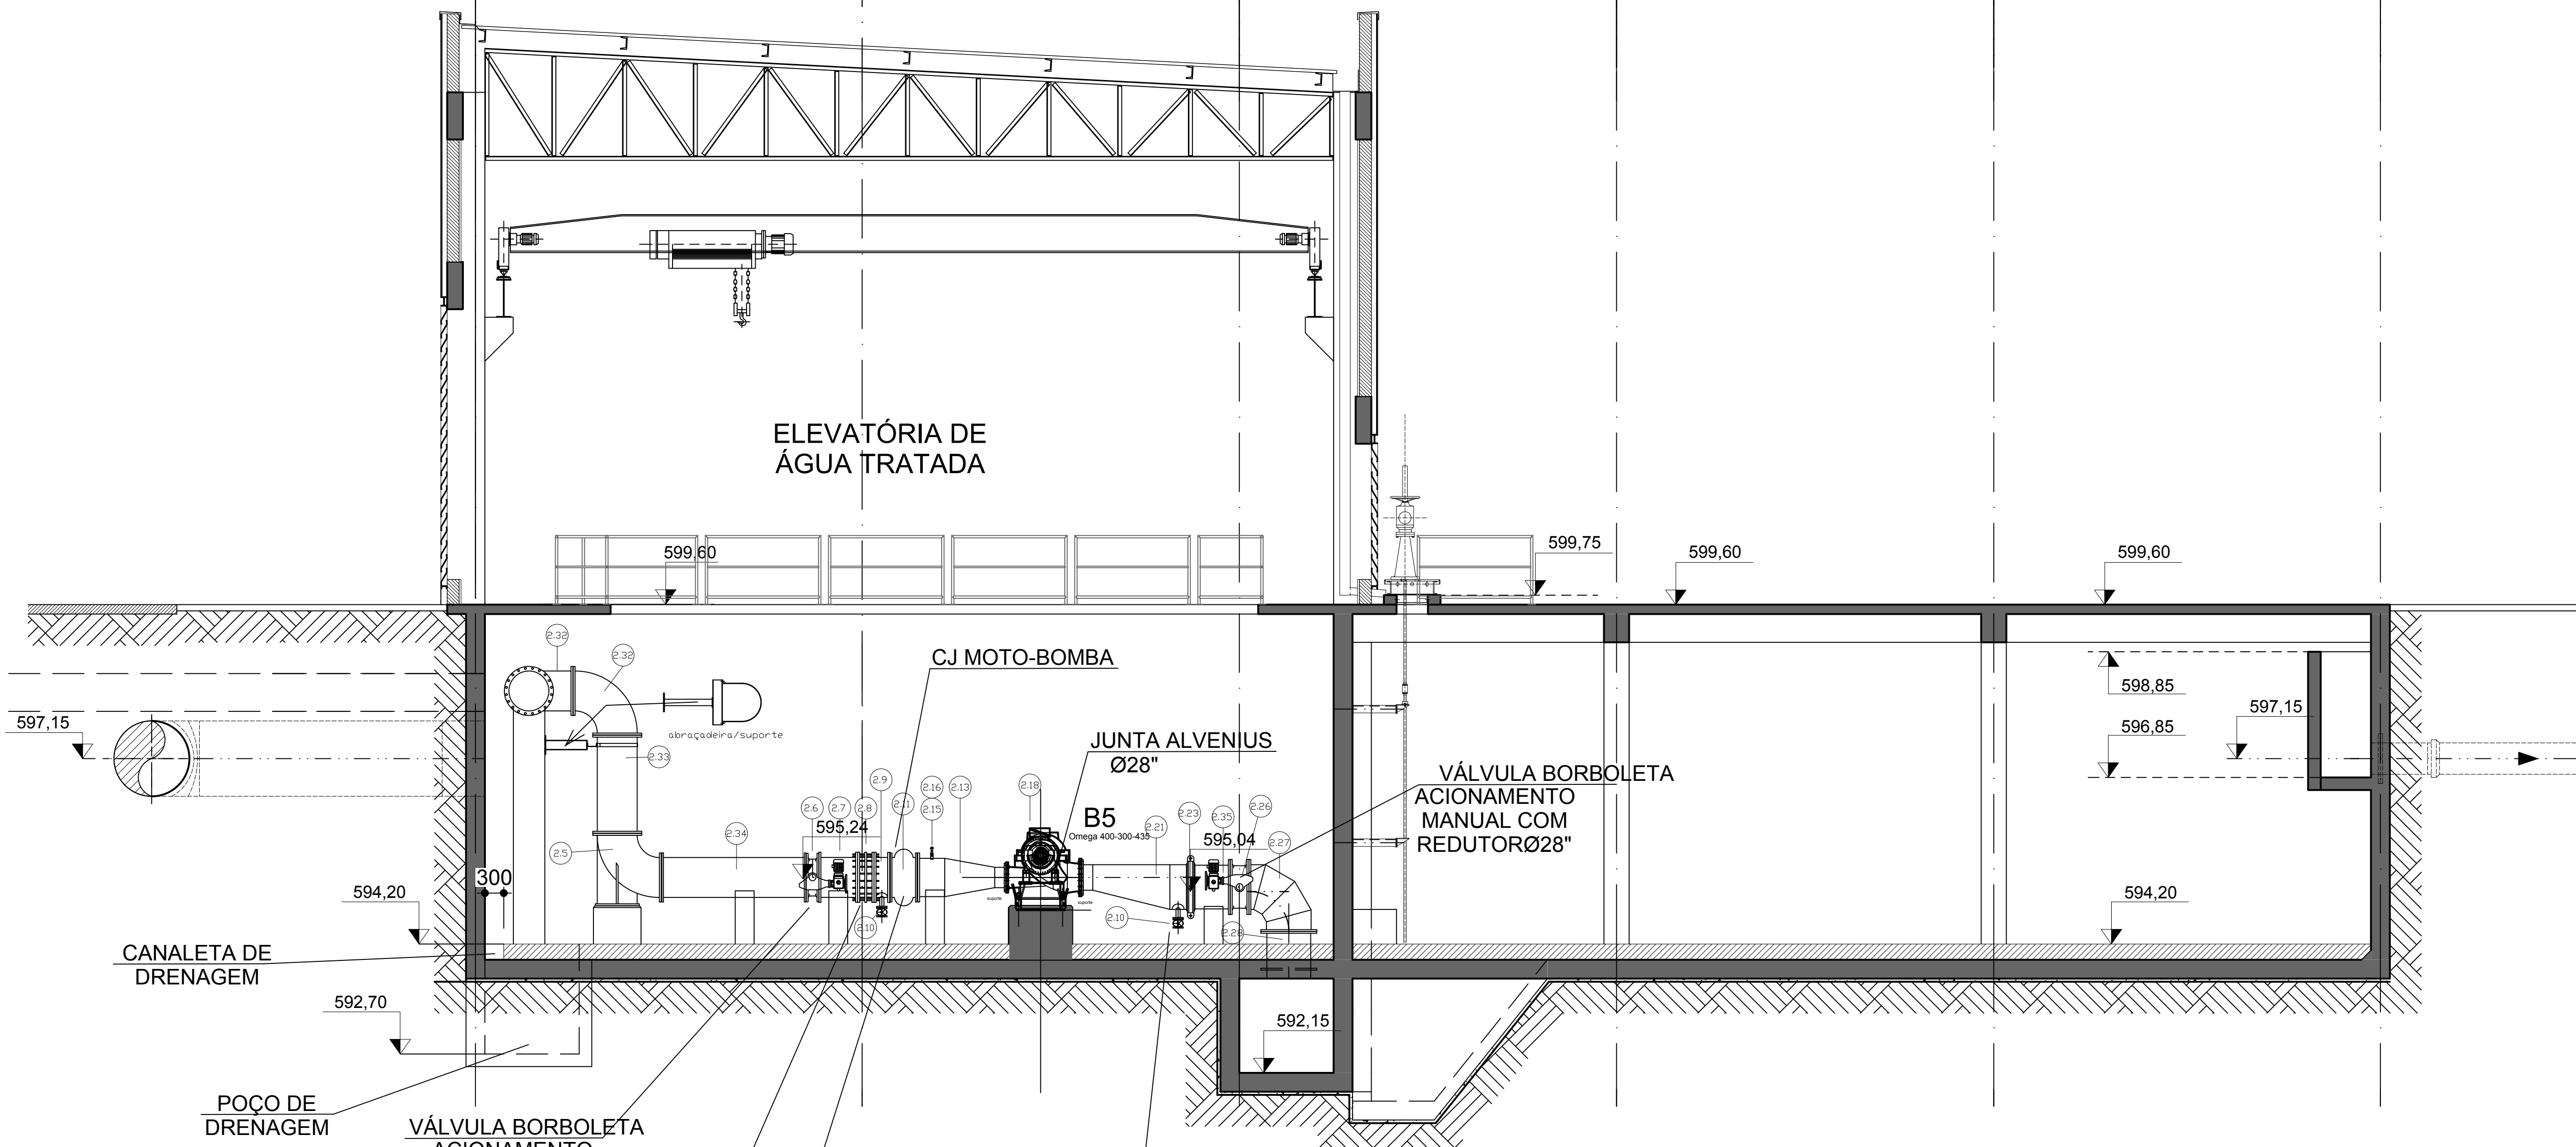 ELEVATÓRIA DE
ÁGUA TRATADA
599,60
599,75
599,60
599,60
2.32
2.32
CJ MOTO-BOMBA
598,85
597,15
597,15
596,85
abraçadeira/suporte
2.33
JUNTA ALVENIUS
Ø28"
VÁLVULA BORBOLETA
ACIONAMENTO
MANUAL COM
REDUTORØ28"
2.9
2.16
2.13
2.18
2.6
2.7
2.8
2.11
2.15
B5
Omega 400-300-435
2.23
2.35
2.26
2.34
595,24
2.21
595,04
2.27
2.5
300
594,20
594,20
suporte
suporte
2.10
2.10
2.28
CANALETA DE
DRENAGEM
592,70
592,15
POÇO DE
DRENAGEM
VÁLVULA BORBOLETA
ACIONAMENTO